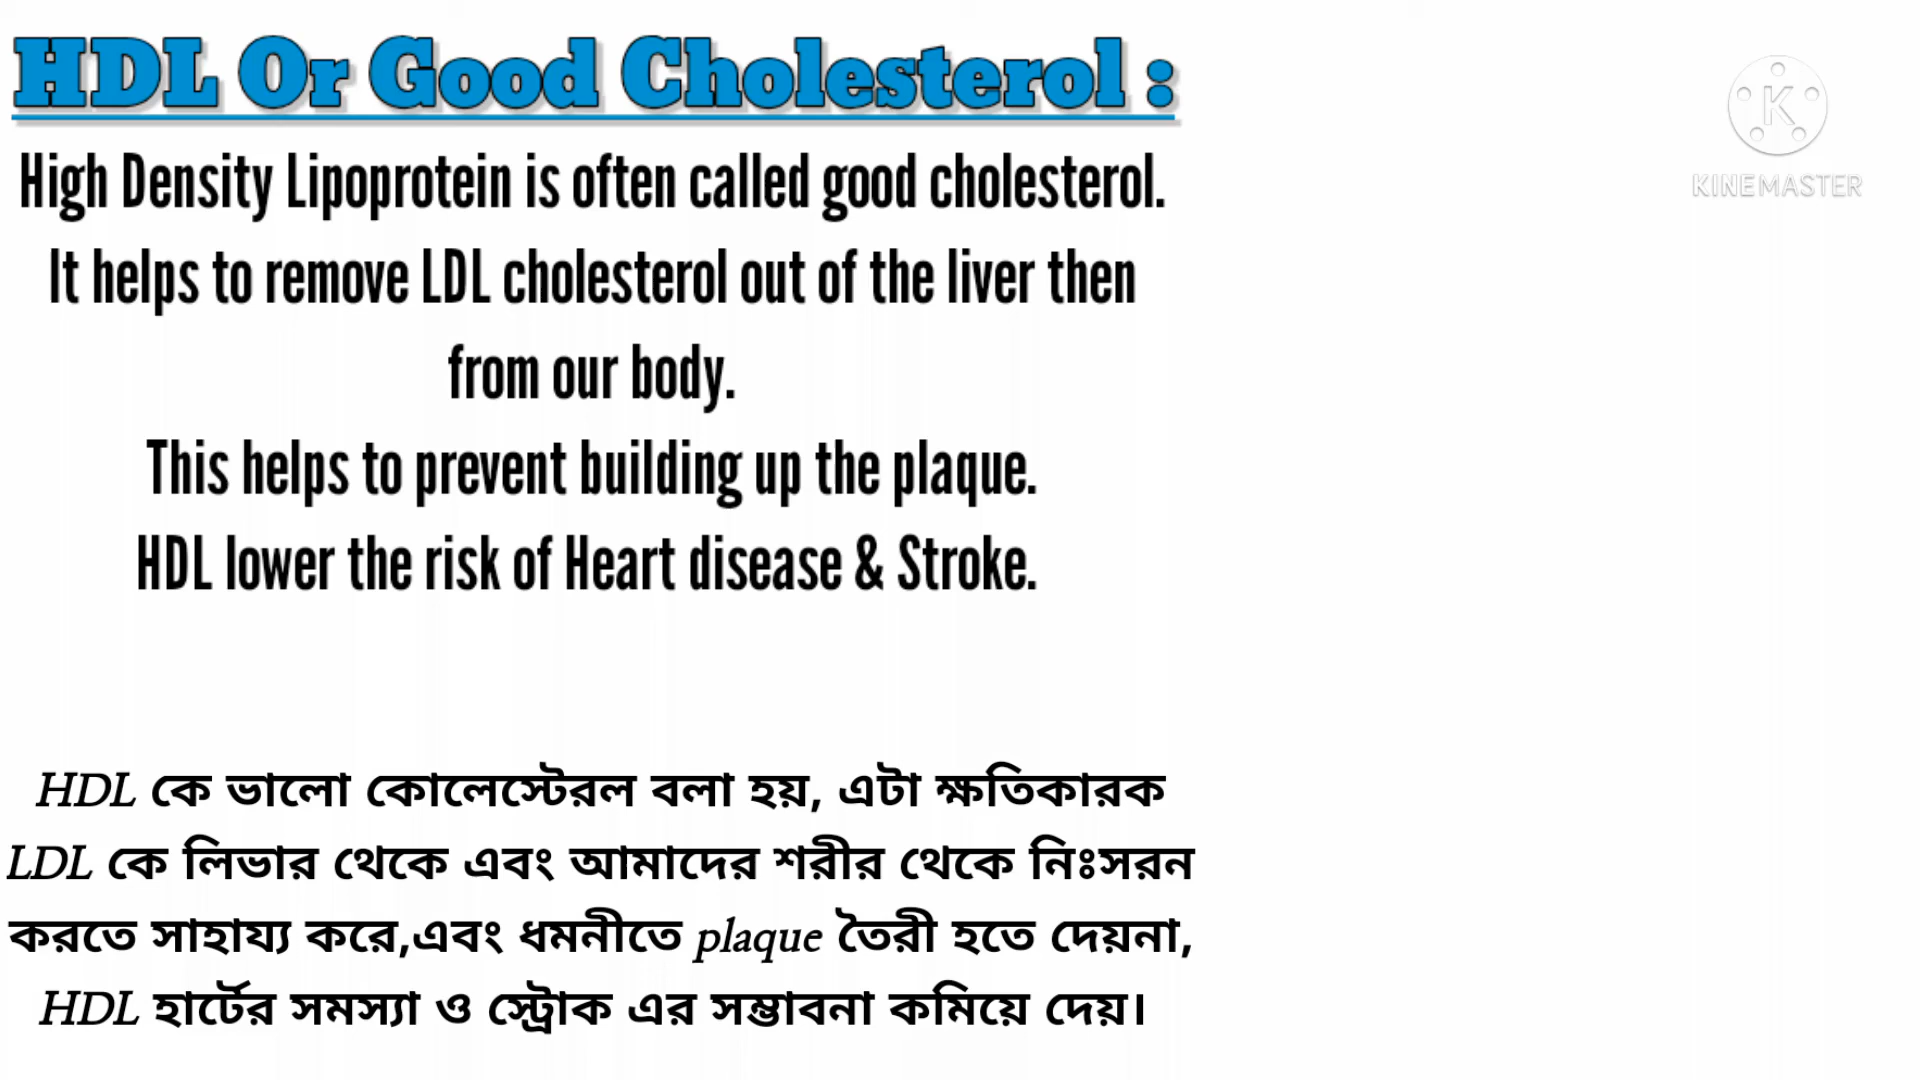 HDL Or Good Cholesterol :
KINEMASTER
High Density Lipoprotein is often called good cholesterol.
It helps to remove LDL cholesterol out of the liver then
from our body.
This helps to prevent building up the plaque.
HDL lower the risk of Heart disease & Stroke.
HDL কে ভালো কোলেস্টেরল বলা হয়, এটা ক্ষতিকারক
LDL কে লিভার থেকে এবং আমাদের শরীর থেকে নিঃসরন
করতে সাহায্য করে,এবং ধমনীতে plaque তৈরী হতে দেয়না,
HDL হার্টের সমস্যা ও স্ট্রোক এর সম্ভাবনা কমিয়ে দেয়।